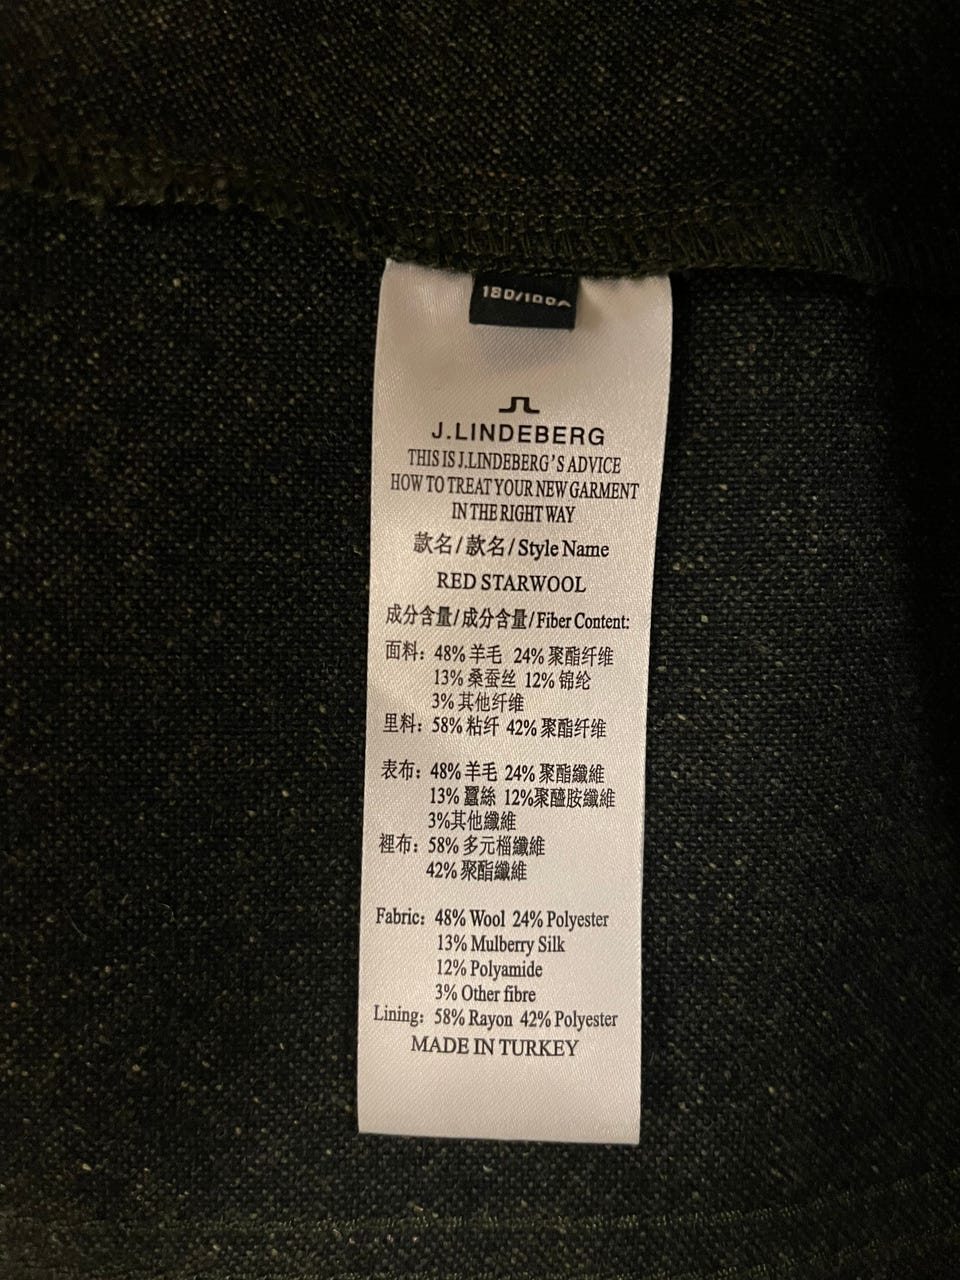 180/100A
J.LINDEBERG
THIS IS J.LINDEBERG'S ADVICE
HOW TO TREAT YOUR NEW GARMENT
IN THE RIGHT WAY
款名/款名/Style Name
RED STARWOOL
成分含量/成分含量/Fiber Content:
面料：48%羊毛 24%聚酯纤维
13%桑蚕丝 12%锦纶
3%其他纤维
里料：58%粘纤 42%聚酯纤维
表布：48%羊毛 24%聚酯纖維
13%蠶絲 12%聚醯胺纖維
3%其他纖維
裡布：58%多元樞纖維
42%聚酯纖維
Fabric: 48% Wool 24% Polyester
13% Mulberry Silk
12% Polyamide
3% Other fibre
Lining: 58% Rayon 42% Polyester
MADE IN TURKEY